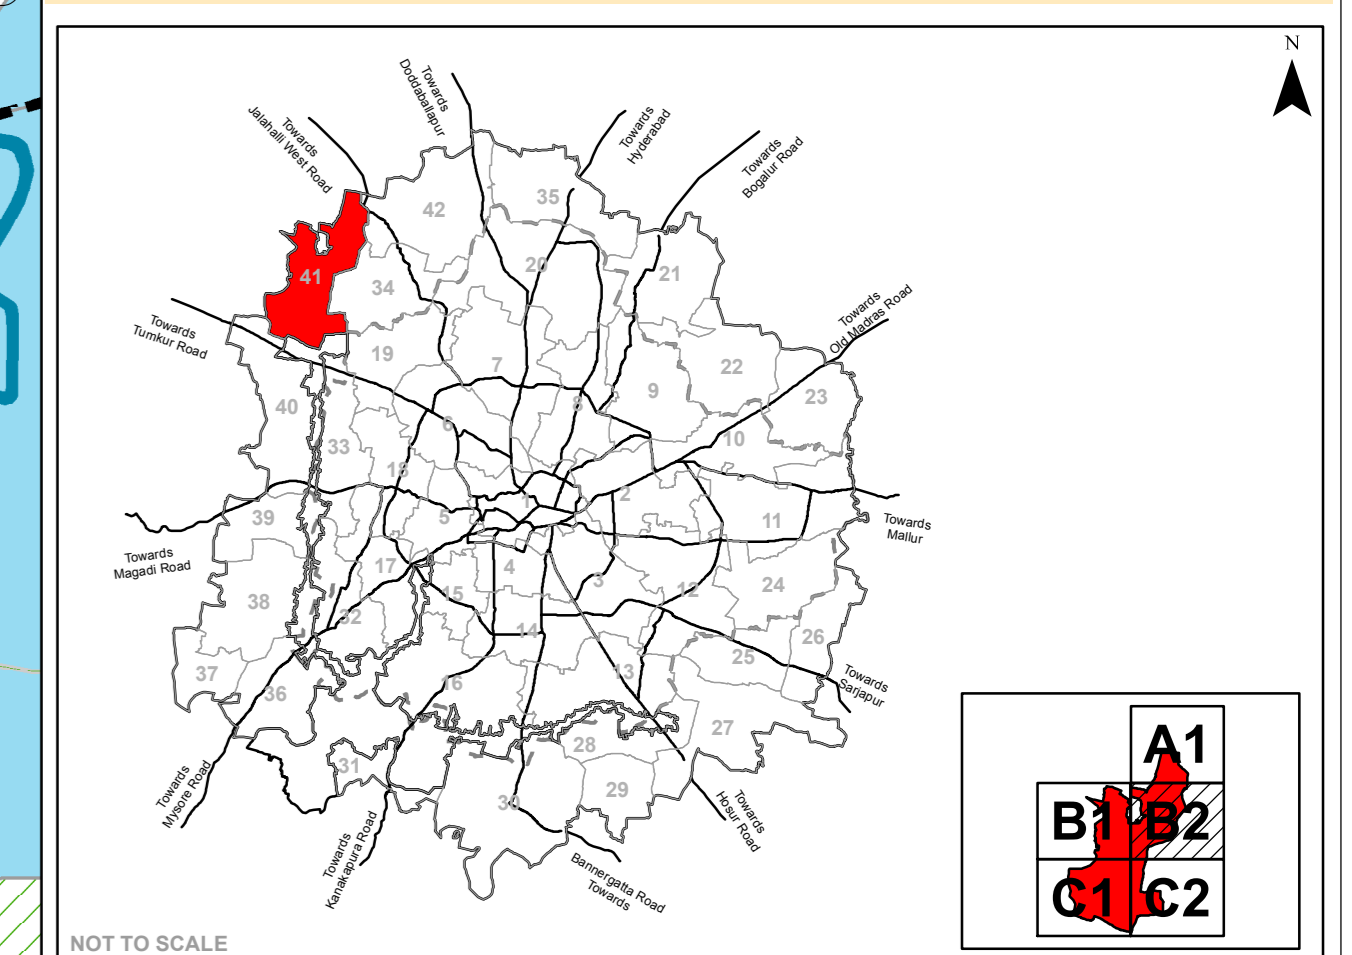 N
Towards
Doddaballapur
Towards
Jalahalli West Road
Towards
Hyderabad
Towards
Bogalur Road
42
35
41
34
20
21
Towards
Tumkur Road
Towards
Old Madras Road
19
7
22
9
23
40
8
6
10
33
18
2
1
39
5
11
Towards
Mallur
Towards
Magadi Road
17
4
3
12
24
38
15
32
14
26
25
37
13
36
16
Towards
Sarjapur
27
28
31
29
30
Towards
Mysore Road
Towards
Kanakapura Road
Towards
Hosur Road
Bannergatta Road
Towards
A1
B1
B2
C1
C2
NOT TO SCALE